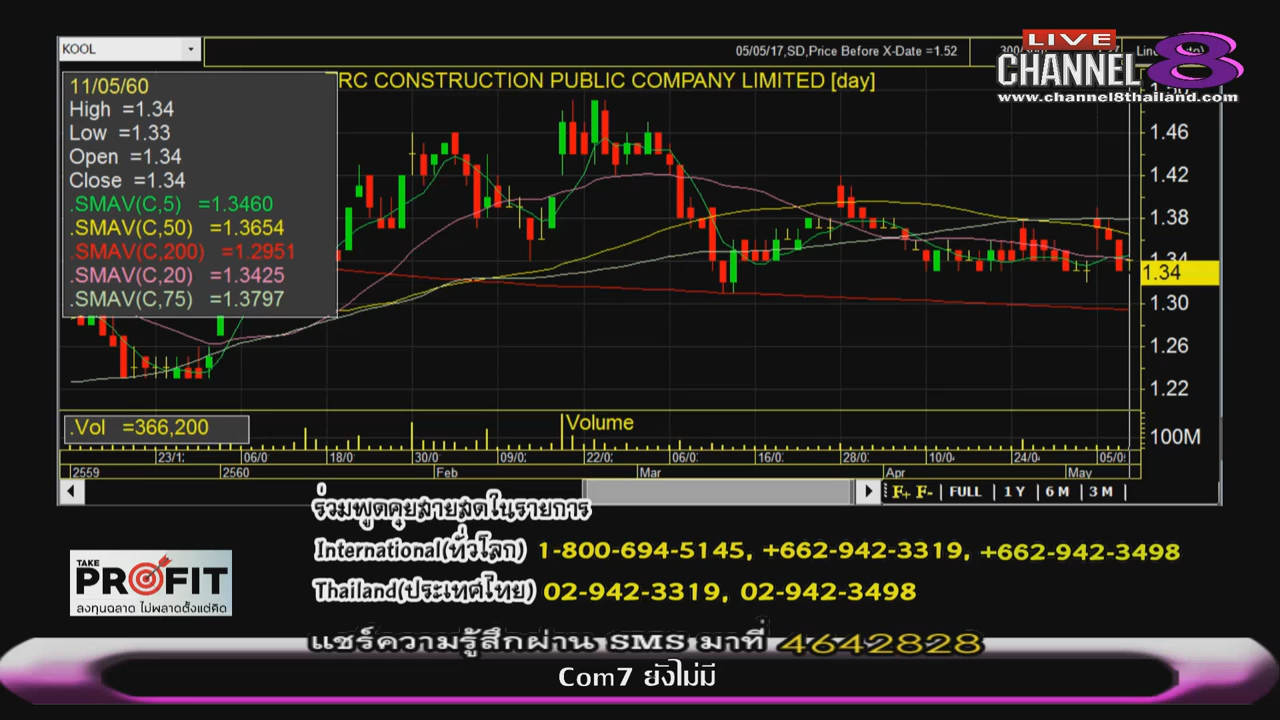 KOOL
05/05/17,SD,Price Before X-Date =1.52
LIVE
CHANNEL 8
www.channel8thailand.com
RC CONSTRUCTION PUBLIC COMPANY LIMITED [day]
11/05/60
High =1.34
Low =1.33
Open =1.34
Close =1.34
.SMAV(C,5) =1.3460
.SMAV(C,50) =1.3654
.SMAV(C,200) =1.2951
.SMAV(C,20) =1.3425
.SMAV(C,75) =1.3797
1.46
1.42
1.38
1.34
1.34
1.30
1.26
1.22
.Vol =366,200
Volume
100M
23/1: 06/0 18/0 30/0 09/0: 22/0: 06/0: 16/0: 28/0: 10/0 24/0 05/0
2559 2560 Feb Mar Apr May
F+ F- FULL 1 Y 6 M 3 M
ร่วมพูดคุยสายสดในรายการ
International(ทั่วโลก) 1-800-694-5145, +662-942-3319, +662-942-3498
Thailand(ประเทศไทย) 02-942-3319, 02-942-3498
TAKE
PROFIT
ลงทุนฉลาด ไม่พลาดตั้งแต่คิด
แชร์ความรู้สึกผ่าน SMS มาที่ 4642828
Com7 ยังไม่มี